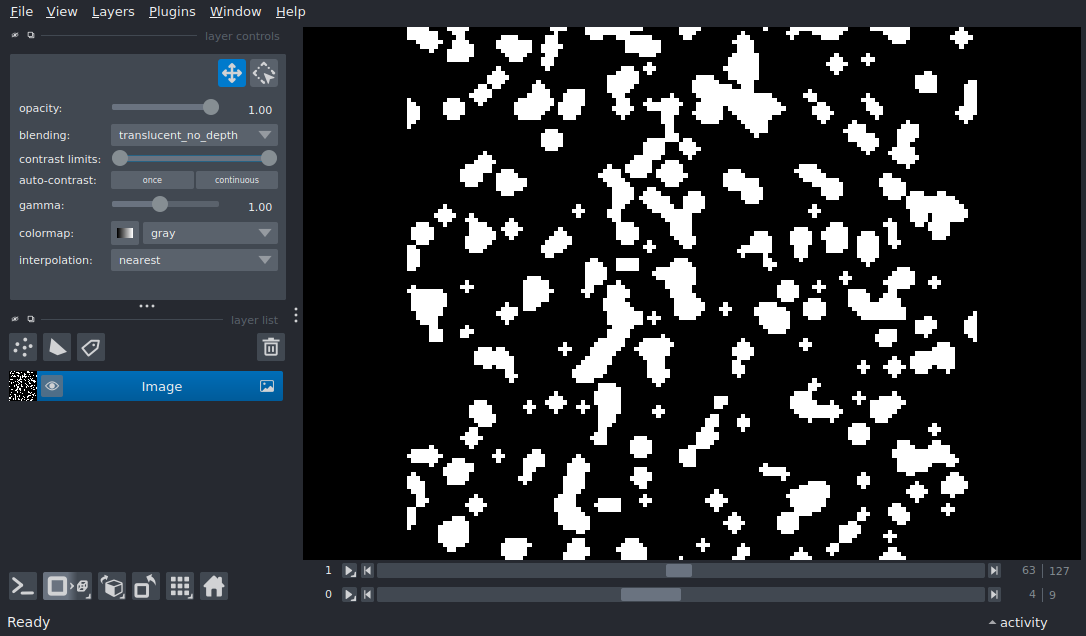 File View Layers Plugins Window Help
layer controls
opacity: 1.00
blending: translucent_no_depth
contrast limits:
auto-contrast: once continuous
gamma: 1.00
colormap: gray
interpolation: nearest
layer list
Image
1 63 127
0 4 9
Ready activity